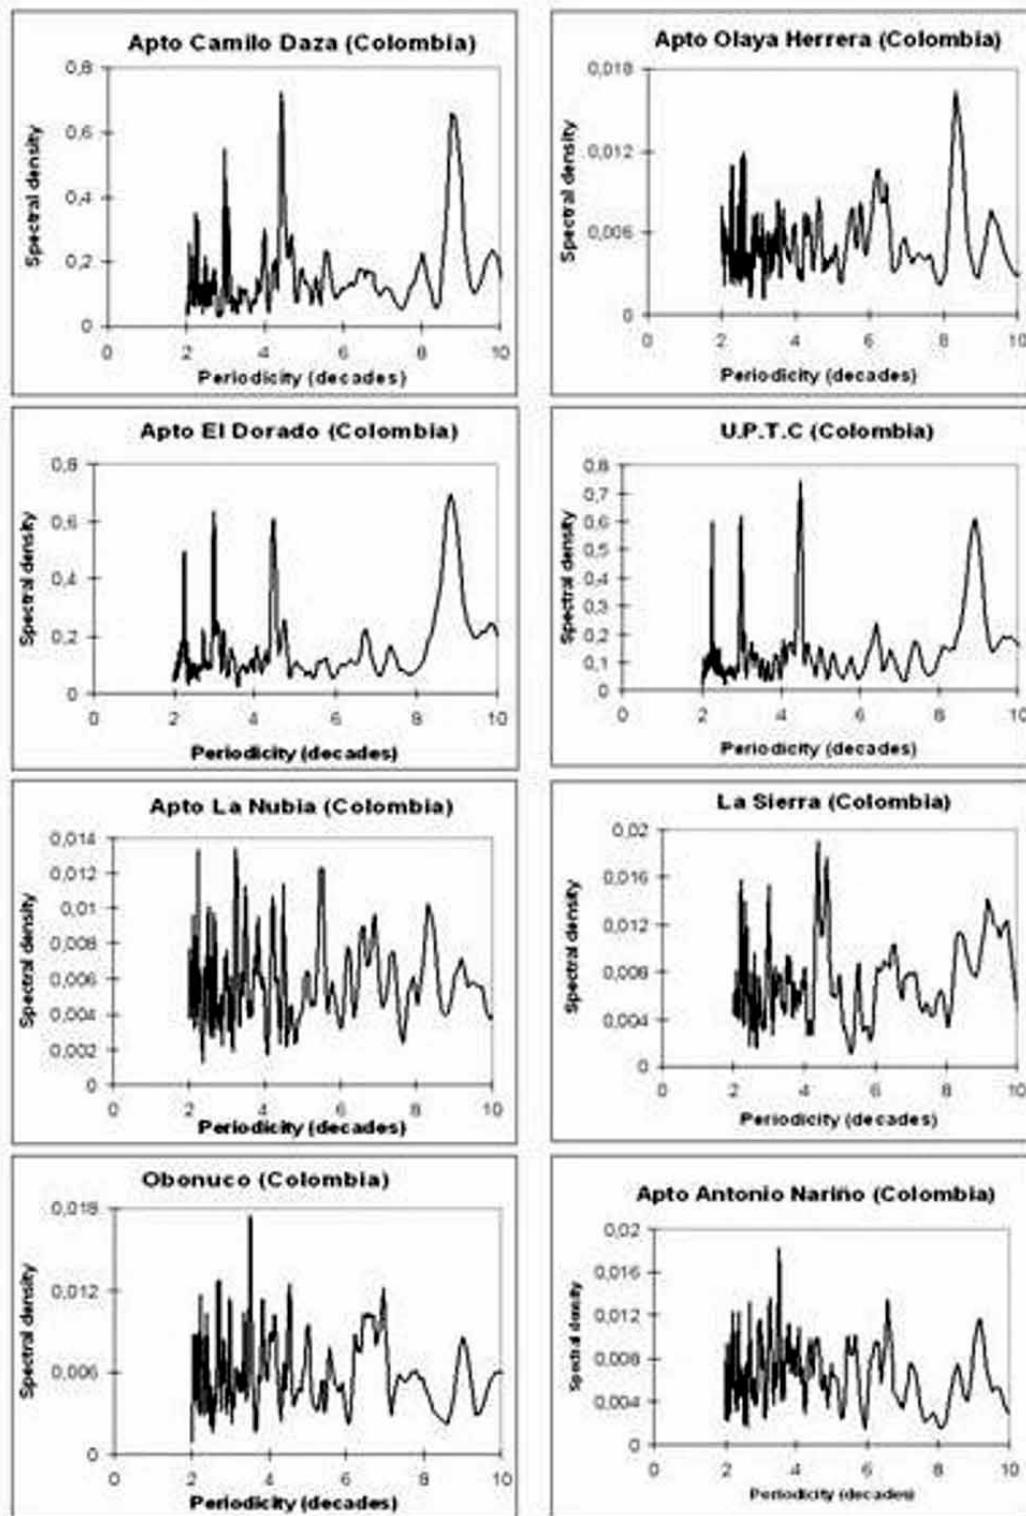 Apto Camilo Daza (Colombia)
Spectral density
0,8
0,6
0,4
0,2
0
0 2 4 6 8 10
Periodicity (decades)
Apto Olaya Herrera (Colombia)
Spectral density
0,018
0,012
0,006
0
0 2 4 6 8 10
Periodicity (decades)
Apto El Dorado (Colombia)
Spectral density
0,8
0,6
0,4
0,2
0
0 2 4 6 8 10
Periodicity (decades)
U.P.T.C (Colombia)
Spectral density
0,8
0,7
0,6
0,5
0,4
0,3
0,2
0,1
0
0 2 4 6 8 10
Periodicity (decades)
Apto La Nubia (Colombia)
Spectral density
0,014
0,012
0,01
0,008
0,006
0,004
0,002
0
0 2 4 6 8 10
Periodicity (decades)
La Sierra (Colombia)
Spectral density
0,02
0,016
0,012
0,008
0,004
0
0 2 4 6 8 10
Periodicity (decades)
Obonuco (Colombia)
Spectral density
0,018
0,012
0,006
0
0 2 4 6 8 10
Periodicity (decades)
Apto Antonio Nariño (Colombia)
Spectral density
0,02
0,016
0,012
0,008
0,004
0
0 2 4 6 8 10
Periodicity (decades)